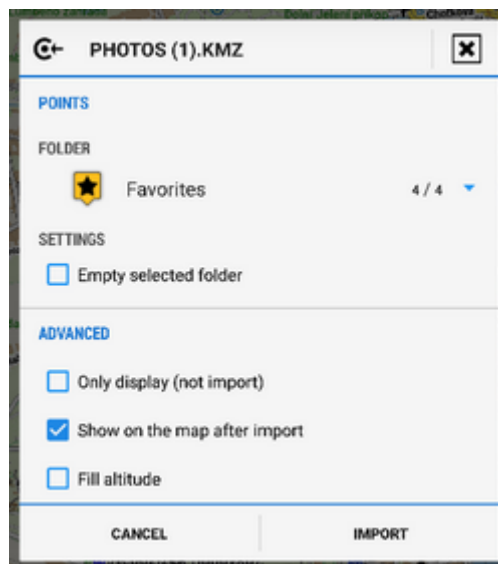 PHOTOS (1).KMZ
POINTS
FOLDER
Favorites 4 / 4
SETTINGS
Empty selected folder
ADVANCED
Only display (not import)
Show on the map after import
Fill altitude
CANCEL IMPORT